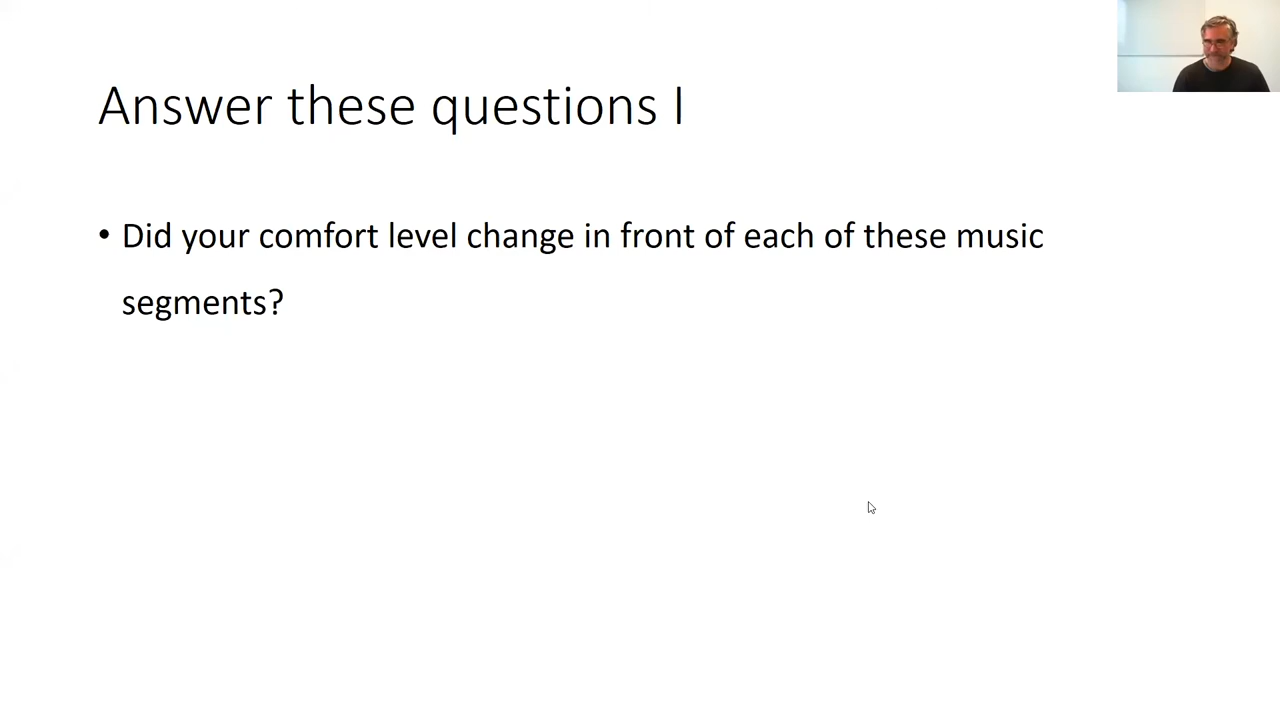 Answer these questions I
• Did your comfort level change in front of each of these music
segments?